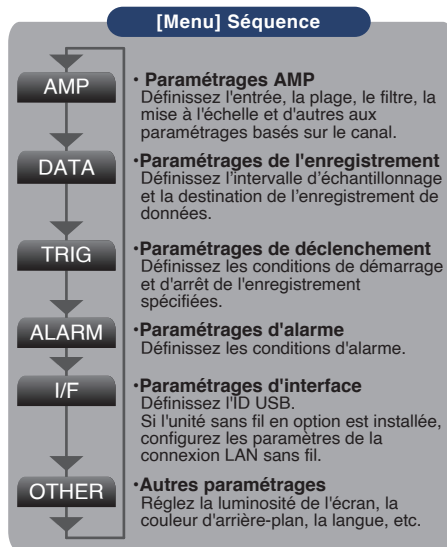 [Menu] Séquence
AMP
• Paramétrages AMP
Définissez l'entrée, la plage, le filtre, la
mise à l'échelle et d'autres aux
paramétrages basés sur le canal.
DATA
•Paramétrages de l'enregistrement
Définissez l'intervalle d'échantillonnage
et la destination de l'enregistrement de
données.
TRIG
•Paramétrages de déclenchement
Définissez les conditions de démarrage
et d'arrêt de l'enregistrement
spécifiées.
ALARM
•Paramétrages d'alarme
Définissez les conditions d'alarme.
I/F
•Paramétrages d'interface
Définissez l'ID USB.
Si l'unité sans fil en option est installée,
configurez les paramètres de la
connexion LAN sans fil.
OTHER
•Autres paramétrages
Réglez la luminosité de l'écran, la
couleur d'arrière-plan, la langue, etc.